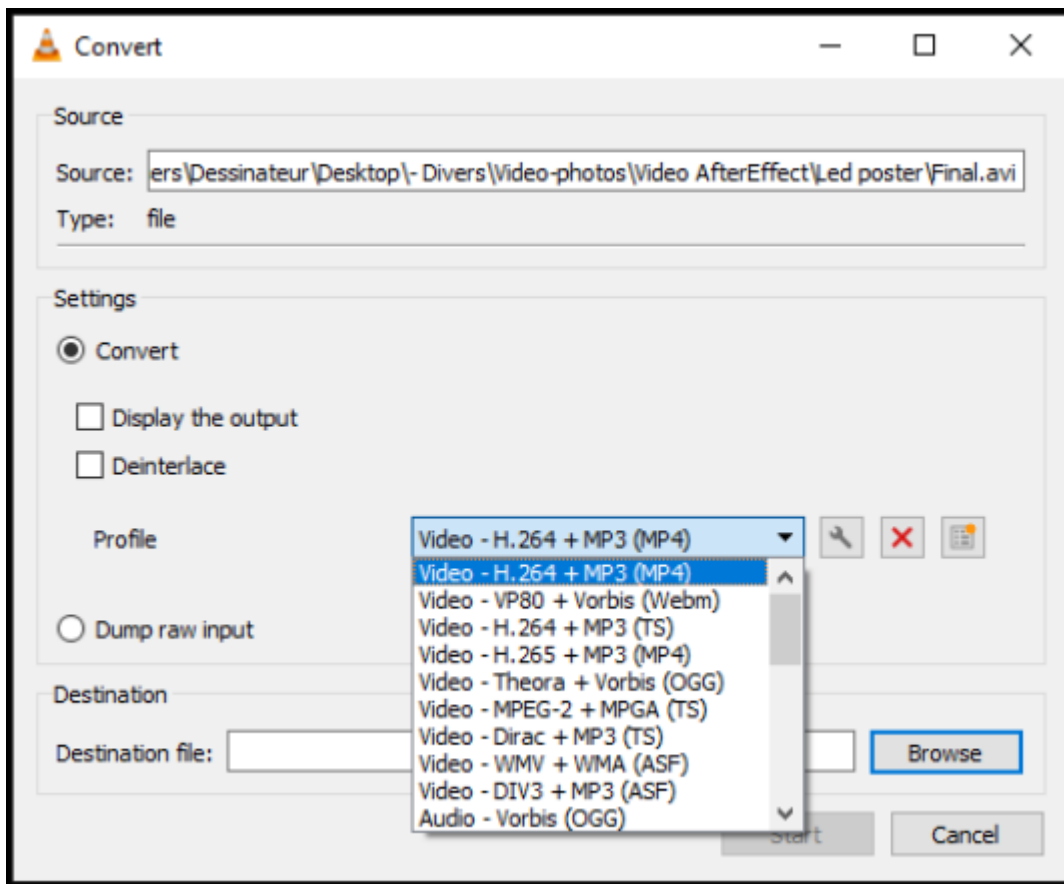 Convert
Source
Source: ers\Dessinateur\Desktop\- Divers\Video-photos\Video AfterEffect\Led poster\Final.avi
Type: file
Settings
Convert
Display the output
Deinterlace
Profile Video - H.264 + MP3 (MP4)
Video - H.264 + MP3 (MP4)
Video - VP80 + Vorbis (Webm)
Video - H.264 + MP3 (TS)
Dump raw input
Video - H.265 + MP3 (MP4)
Video - Theora + Vorbis (OGG)
Destination
Video - MPEG-2 + MPGA (TS)
Video - Dirac + MP3 (TS)
Destination file: Browse
Video - WMV + WMA (ASF)
Video - DIV3 + MP3 (ASF)
Audio - Vorbis (OGG)
Start Cancel